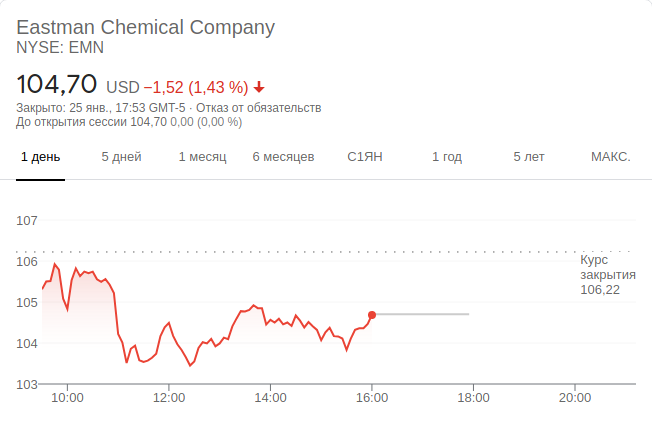 Eastman Chemical Company
NYSE: EMN
104,70 USD −1,52 (1,43 %)
Закрыто: 25 янв., 17:53 GMT-5 · Отказ от обязательств
До открытия сессии 104,70 0,00 (0,00 %)
1 день 5 дней 1 месяц 6 месяцев С1ЯН 1 год 5 лет МАКС.
107
106
Курс
закрытия
106,22
105
104
103
10:00 12:00 14:00 16:00 18:00 20:00